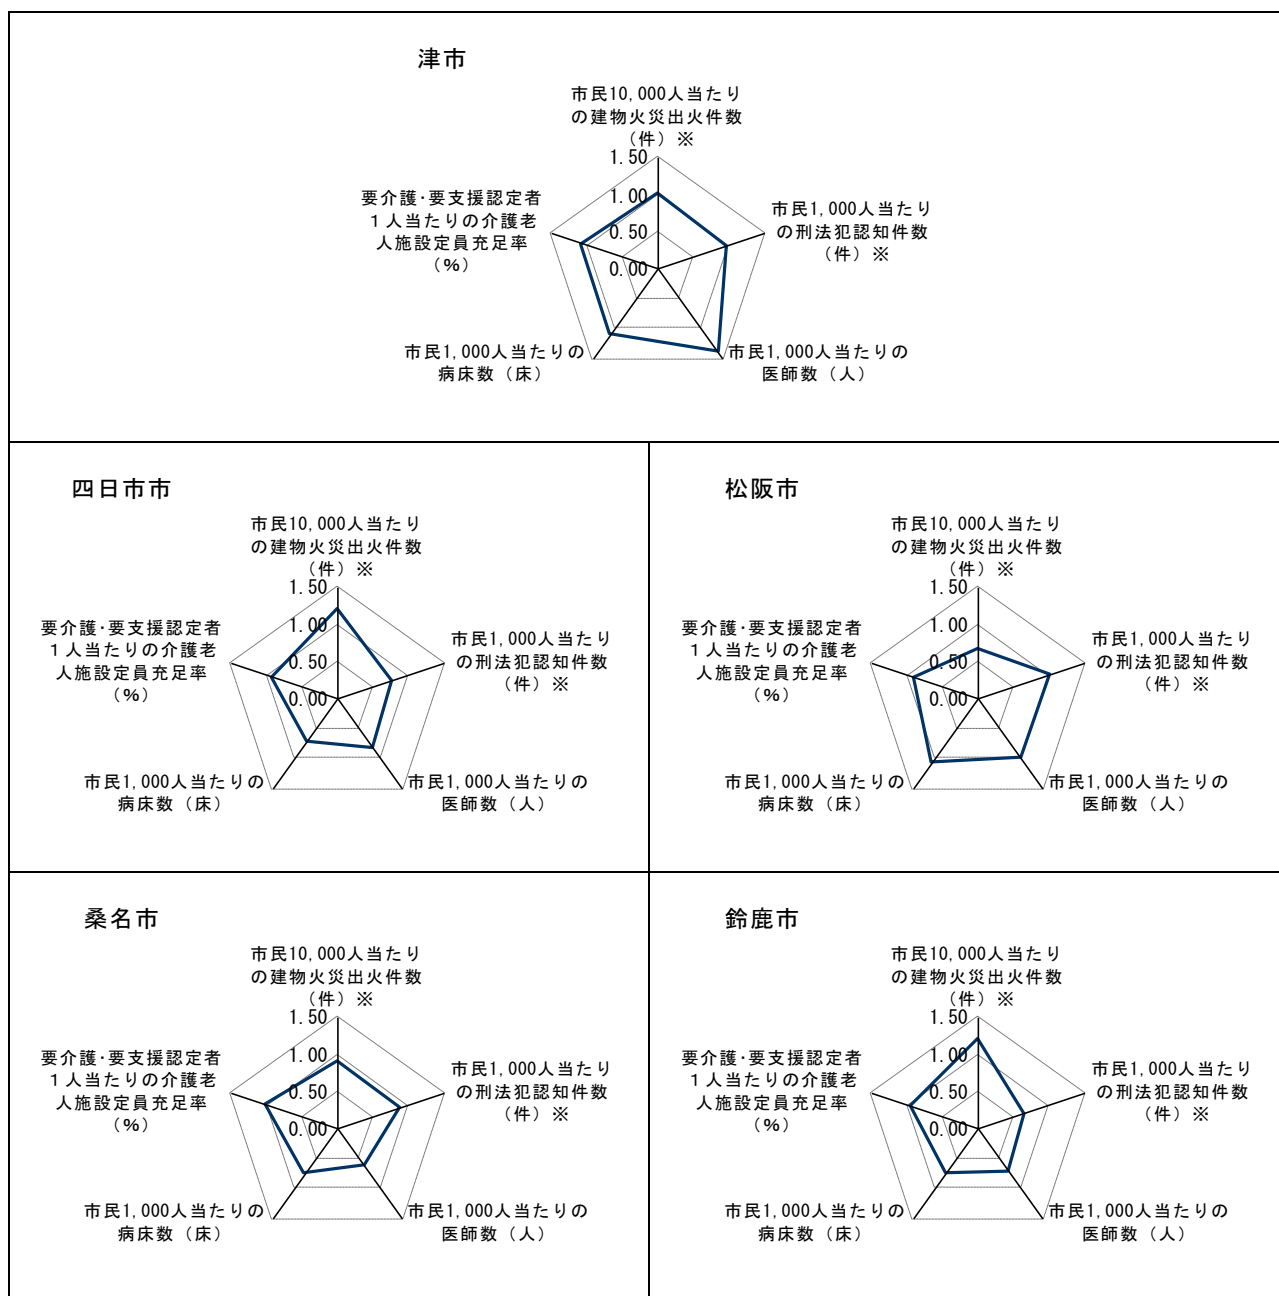 津市
市民10,000人当たり
の建物火災出火件数
（件）※
1.50
1.00
0.50
0.00
市民1,000人当たり
の刑法犯認知件数
（件）※
市民1,000人当たりの
医師数（人）
市民1,000人当たりの
病床数（床）
要介護･要支援認定者
１人当たりの介護老
人施設定員充足率
（%）
四日市市
市民10,000人当たり
の建物火災出火件数
（件）※
1.50
1.00
0.50
0.00
市民1,000人当たり
の刑法犯認知件数
（件）※
市民1,000人当たりの
医師数（人）
市民1,000人当たりの
病床数（床）
要介護･要支援認定者
１人当たりの介護老
人施設定員充足率
（%）
松阪市
市民10,000人当たり
の建物火災出火件数
（件）※
1.50
1.00
0.50
0.00
市民1,000人当たり
の刑法犯認知件数
（件）※
市民1,000人当たりの
医師数（人）
市民1,000人当たりの
病床数（床）
要介護･要支援認定者
１人当たりの介護老
人施設定員充足率
（%）
桑名市
市民10,000人当たり
の建物火災出火件数
（件）※
1.50
1.00
0.50
0.00
市民1,000人当たり
の刑法犯認知件数
（件）※
市民1,000人当たりの
医師数（人）
市民1,000人当たりの
病床数（床）
要介護･要支援認定者
１人当たりの介護老
人施設定員充足率
（%）
鈴鹿市
市民10,000人当たり
の建物火災出火件数
（件）※
1.50
1.00
0.50
0.00
市民1,000人当たり
の刑法犯認知件数
（件）※
市民1,000人当たりの
医師数（人）
市民1,000人当たりの
病床数（床）
要介護･要支援認定者
１人当たりの介護老
人施設定員充足率
（%）